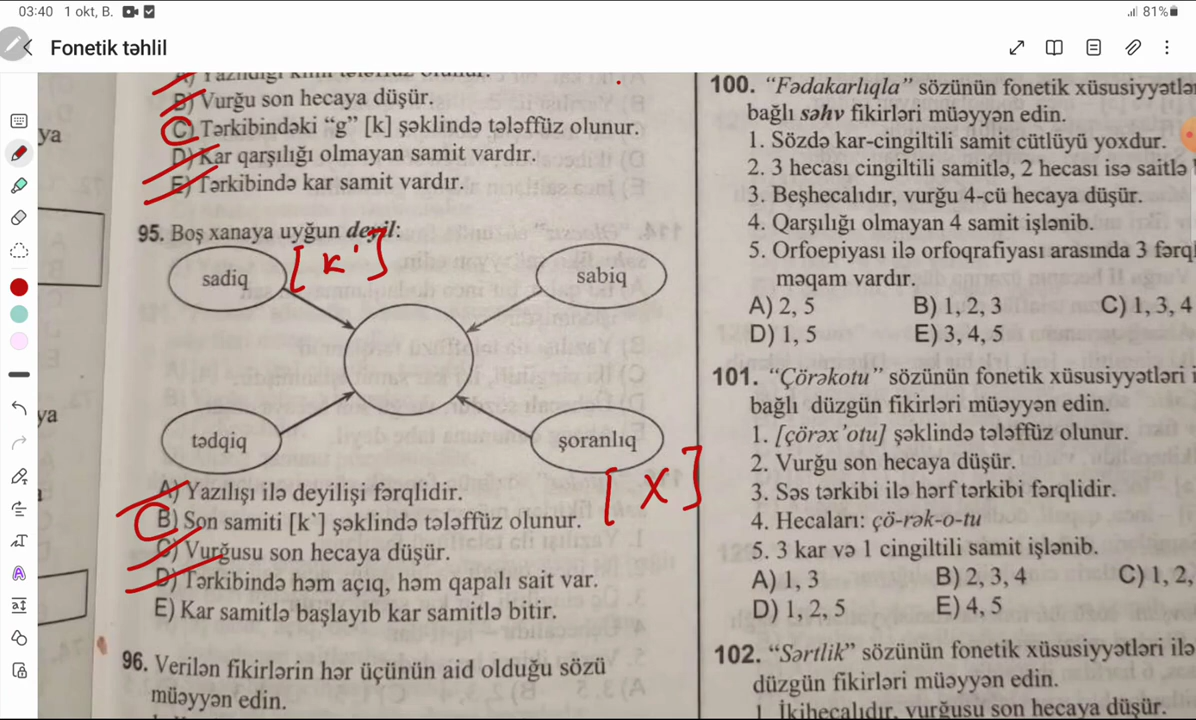 03:40 1 okt, B. 81%
Fonetik təhlil
B) Vurğu son hecaya düşür.
C) Tərkibindəki “g” [k] şəklində tələffüz olunur.
D) Kar qarşılığı olmayan samit vardır.
E) Tərkibində kar samit vardır.
ya
95. Boş xanaya uyğun deyil:
[k']
sadiq
sabiq
tədqiq
şoranlıq
ya
[x]
A) Yazılışı ilə deyilişi fərqlidir.
B) Son samiti [k’] şəklində tələffüz olunur.
C) Vurğusu son hecaya düşür.
D) Tərkibində həm açıq, həm qapalı sait var.
E) Kar samitlə başlayıb kar samitlə bitir.
96. Verilən fikirlərin hər üçünün aid olduğu sözü
müəyyən edin.
100. “Fədakarlıqla” sözünün fonetik xüsusiyyətlə
bağlı səhv fikirləri müəyyən edin.
1. Sözdə kar-cingiltili samit cütlüyü yoxdur.
2. 3 hecası cingiltili samitlə, 2 hecası isə saitlə
3. Beşhecalıdır, vurğu 4-cü hecaya düşür.
4. Qarşılığı olmayan 4 samit işlənib.
5. Orfoepiyası ilə orfoqrafiyası arasında 3 fərq
məqam vardır.
A) 2, 5 B) 1, 2, 3 C) 1, 3, 4
D) 1, 5 E) 3, 4, 5
101. “Çörəkotu” sözünün fonetik xüsusiyyətləri i
bağlı düzgün fikirləri müəyyən edin.
1. [çörəx’otu] şəklində tələffüz olunur.
2. Vurğu son hecaya düşür.
3. Səs tərkibi ilə hərf tərkibi fərqlidir.
4. Hecaları: çö-rək-o-tu
5. 3 kar və 1 cingiltili samit işlənib.
A) 1, 3 B) 2, 3, 4 C) 1, 2,
D) 1, 2, 5 E) 4, 5
102. “Sərtlik” sözünün fonetik xüsusiyyətləri ilə
düzgün fikirləri müəyyən edin.
1. İkihecalıdır, vurğusu son hecaya düşür.